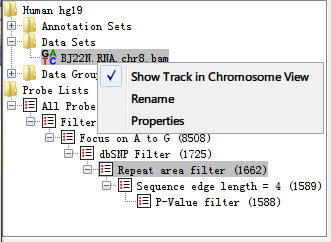 Human hg19
Annotation Sets
Data Sets
BJ22N.RNA.chr8.bam
Data Grou
Show Track in Chromosome View
Rename
Properties
Probe Lists
All Probe
Filter
Focus on A to G (8508)
dbSNP Filter (1725)
Repeat area filter (1662)
Sequence edge length = 4 (1589)
P-Value filter (1588)